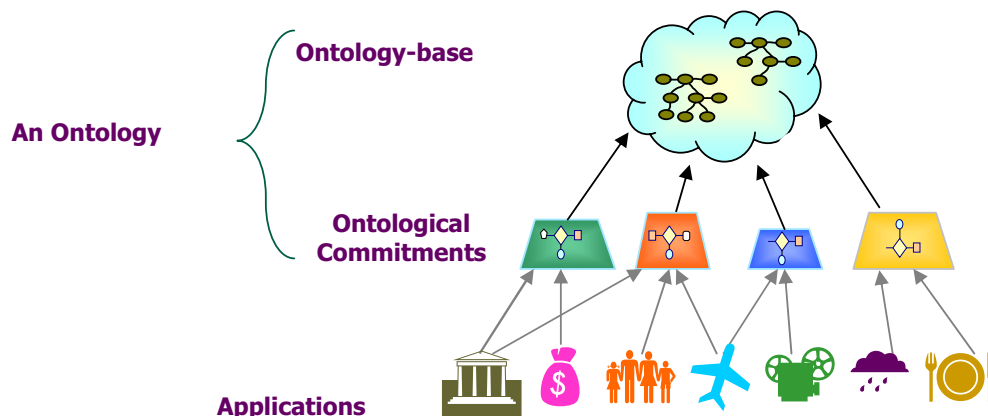 Ontology-base
An Ontology
Ontological
Commitments
$
Applications